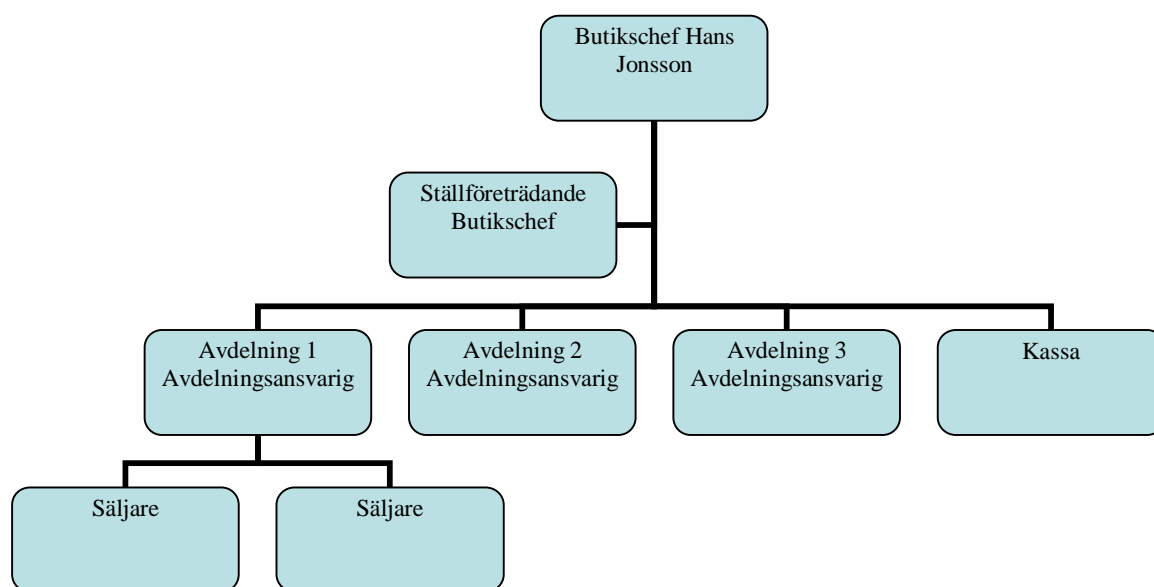 Butikschef Hans
Jonsson
Ställföreträdande
Butikschef
Avdelning 1
Avdelningsansvarig
Avdelning 2
Avdelningsansvarig
Avdelning 3
Avdelningsansvarig
Kassa
Säljare
Säljare